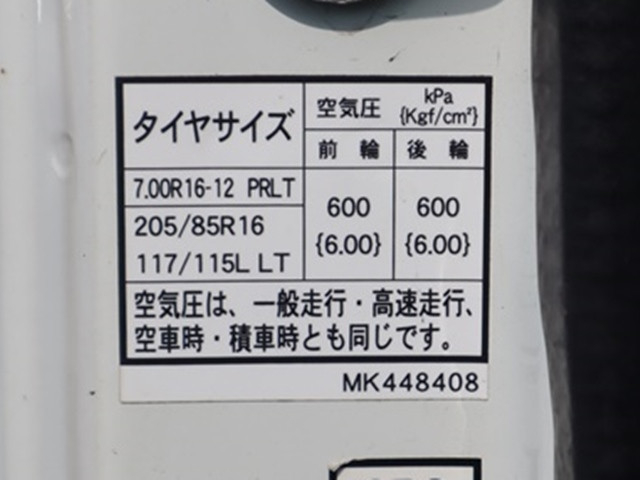 タイヤサイズ
空気圧 kPa
{Kgf/cm²}
前輪 後輪
7.00R16-12 PRLT
205/85R16
117/115L LT
600 600
{6.00} {6.00}
空気圧は、一般走行・高速走行、
空車時・積車時とも同じです。
MK448408